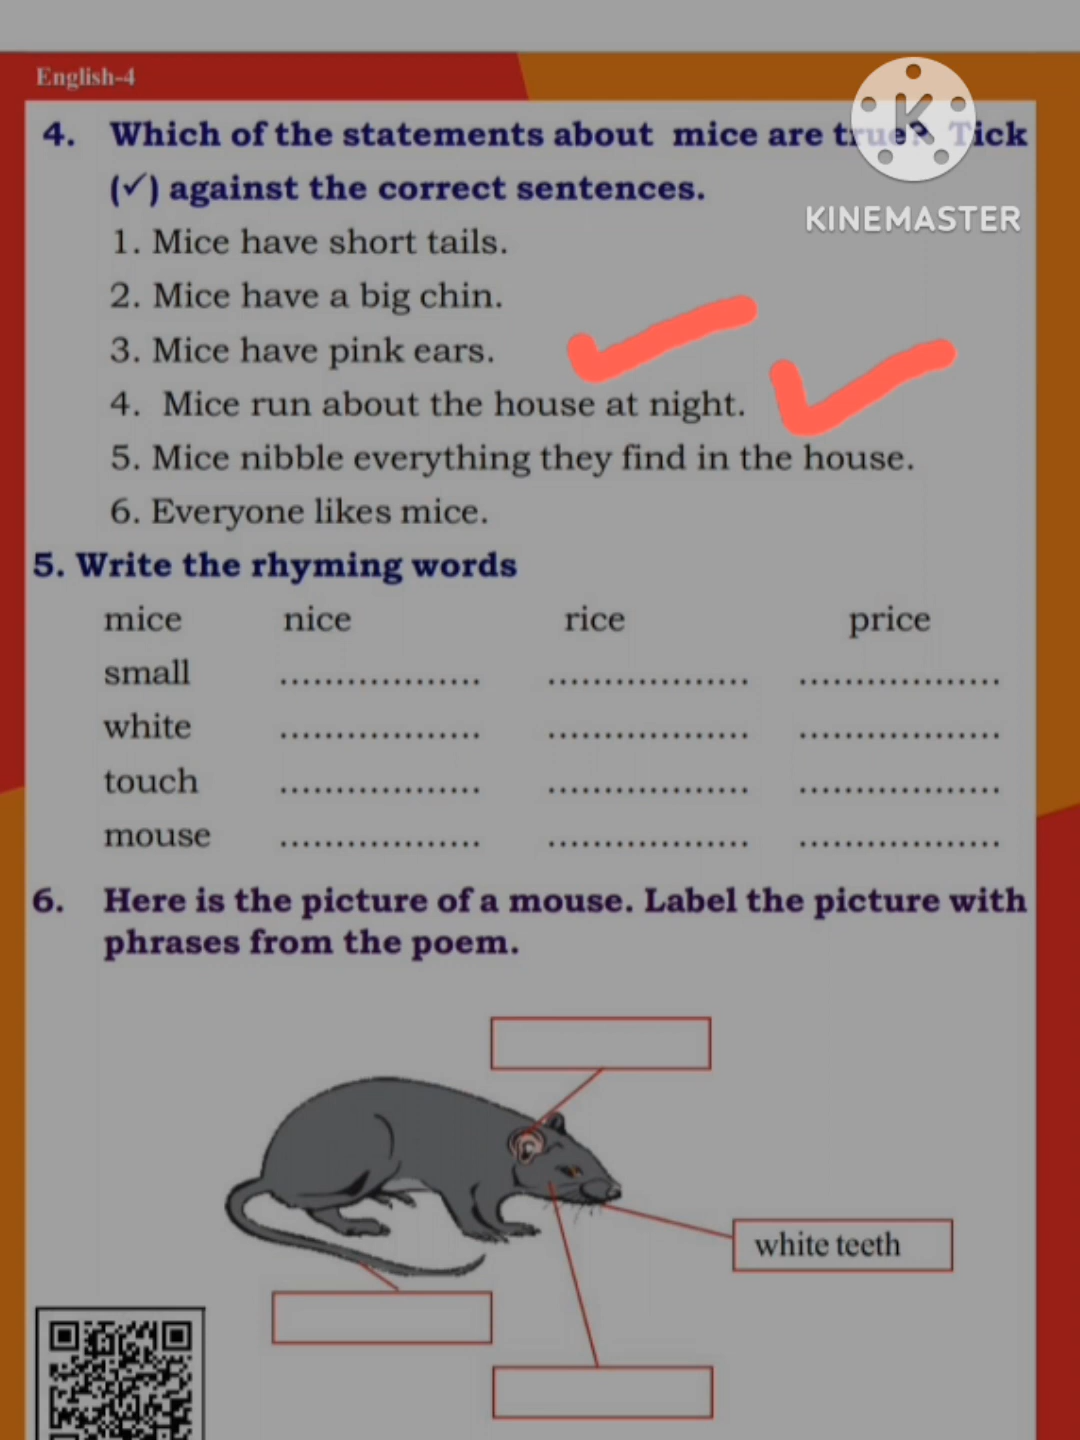 English-4
4. Which of the statements about mice are true? Tick
(✓) against the correct sentences.
KINEMASTER
1. Mice have short tails.
2. Mice have a big chin.
3. Mice have pink ears.
4. Mice run about the house at night.
5. Mice nibble everything they find in the house.
6. Everyone likes mice.
5. Write the rhyming words
mice nice rice price
small .................. .................. ..................
white .................. .................. ..................
touch .................. .................. ..................
mouse .................. .................. ..................
6. Here is the picture of a mouse. Label the picture with
phrases from the poem.
white teeth